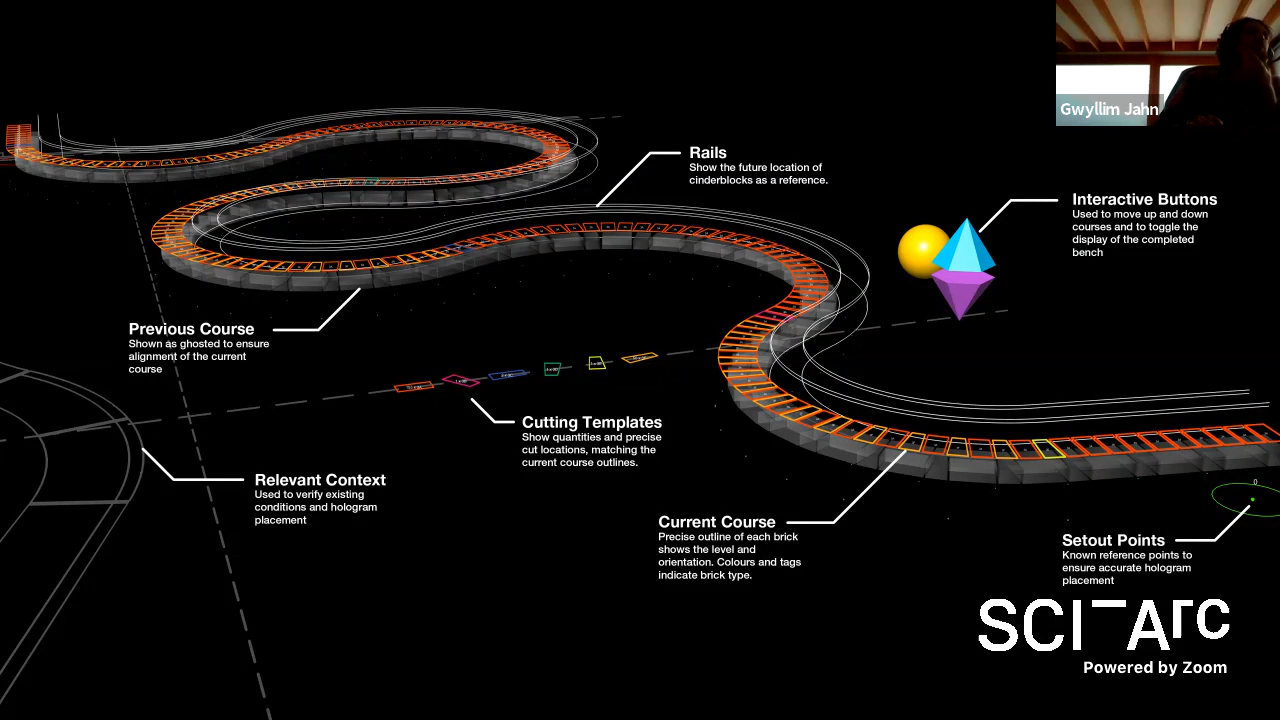 Gwyllim Jahn
Rails
Show the future location of
cinderblocks as a reference.
Interactive Buttons
Used to move up and down
courses and to toggle the
display of the completed
bench
Previous Course
Shown as ghosted to ensure
alignment of the current
course
Cutting Templates
Show quantities and precise
cut locations, matching the
current course outlines.
Relevant Context
Used to verify existing
conditions and hologram
placement
Current Course
Precise outline of each brick
shows the level and
orientation. Colours and tags
indicate brick type.
0
Setout Points
Known reference points to
ensure accurate hologram
placement
SCI-Arc
Powered by Zoom